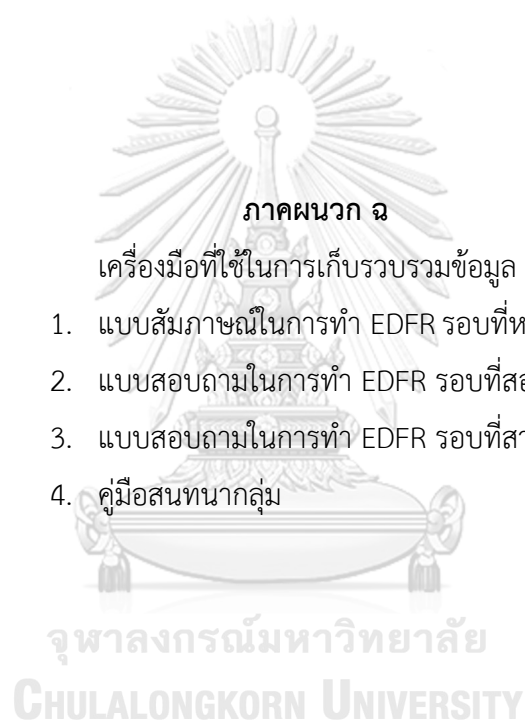 ภาคผนวก ฉ
เครื่องมือที่ใช้ในการเก็บรวบรวมข้อมูล
1. แบบสัมภาษณ์ในการทำ EDFR รอบที่ห
2. แบบสอบถามในการทำ EDFR รอบที่ส
3. แบบสอบถามในการทำ EDFR รอบที่สา
4. คู่มือสนทนากลุ่ม
จุฬาลงกรณ์มหาวิทยาลัย
CHULALONGKORN UNIVERSITY